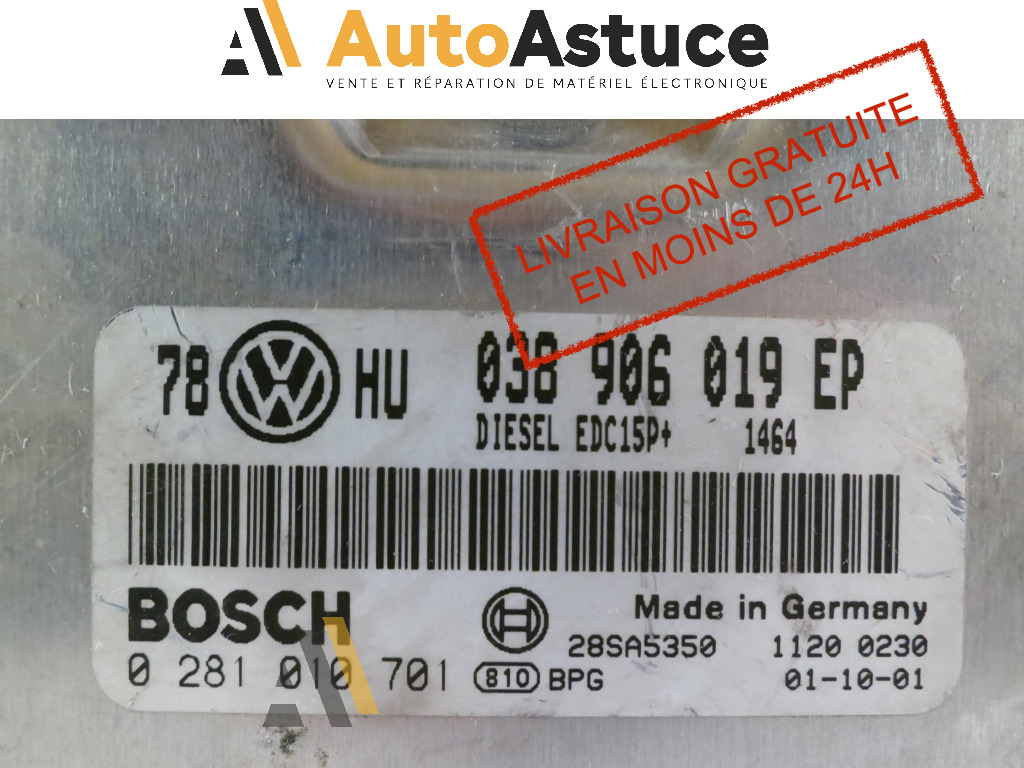 AutoAstuce
VENTE ET RÉPARATION DE MATÉRIEL ÉLECTRONIQUE
LIVRAISON GRATUITE
EN MOINS DE 24H
78 VW HU 038 906 019 EP
DIESEL EDC15P+ 1464
BOSCH
Made in Germany
28SA5350 1120 0230
0 281 010 701 810 BPG 01-10-01